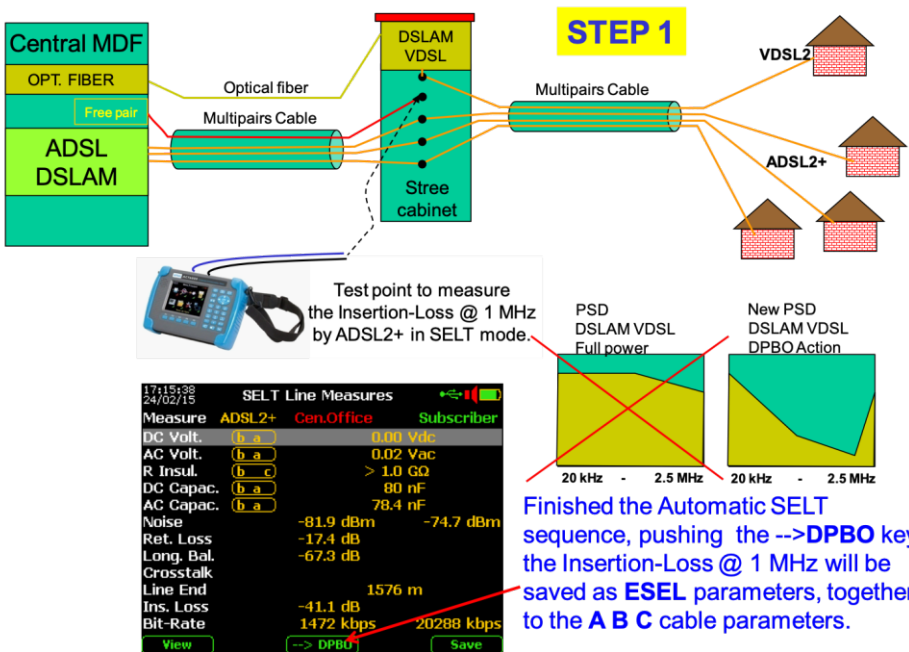 STEP 1
Central MDF
OPT. FIBER
Free pair
ADSL
DSLAM
Optical fiber
Multipairs Cable
DSLAM
VDSL
Stree
cabinet
Multipairs Cable
VDSL2
ADSL2+
Test point to measure
the Insertion-Loss @ 1 MHz
by ADSL2+ in SELT mode.
PSD
DSLAM VDSL
Full power
20 kHz - 2.5 MHz
New PSD
DSLAM VDSL
DPBO Action
20 kHz - 2.5 MHz
17:15:38
24/02/15
SELT Line Measures
Measure ADSL2+ Cen.Office Subscriber
DC Volt. b a 0.00 Vdc
AC Volt. b a 0.02 Vac
R Insul. b c > 1.0 GΩ
DC Capac. b a 80 nF
AC Capac. b a 78.4 nF
Noise -81.9 dBm -74.7 dBm
Ret. Loss -17.4 dB
Long. Bal. -67.3 dB
Crosstalk
Line End 1576 m
Ins. Loss -41.1 dB
Bit-Rate 1472 kbps 20288 kbps
View --> DPBO Save
Finished the Automatic SELT
sequence, pushing the -->DPBO key
the Insertion-Loss @ 1 MHz will be
saved as ESEL parameters, together
to the A B C cable parameters.